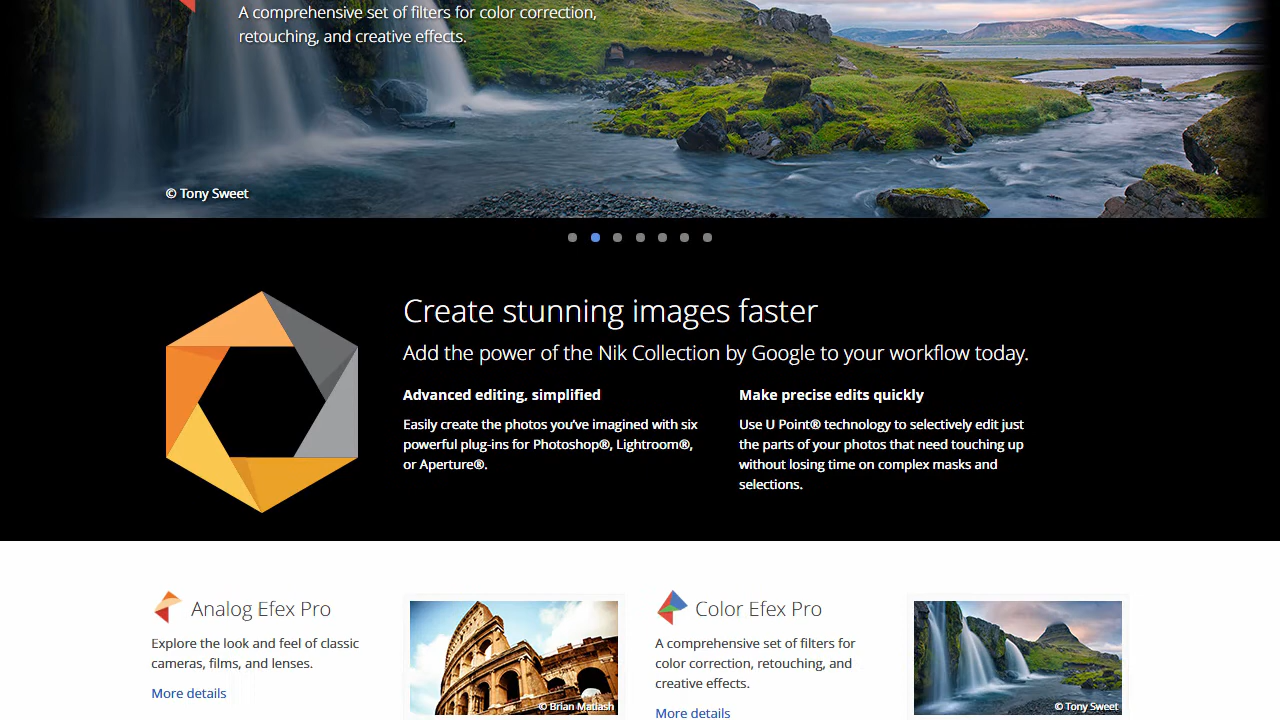 A comprehensive set of filters for color correction,
retouching, and creative effects.
© Tony Sweet
Create stunning images faster
Add the power of the Nik Collection by Google to your workflow today.
Advanced editing, simplified
Easily create the photos you've imagined with six
powerful plug-ins for Photoshop®, Lightroom®,
or Aperture®.
Make precise edits quickly
Use U Point® technology to selectively edit just
the parts of your photos that need touching up
without losing time on complex masks and
selections.
Analog Efex Pro
Explore the look and feel of classic
cameras, films, and lenses.
More details
© Brian Matiash
Color Efex Pro
A comprehensive set of filters for
color correction, retouching, and
creative effects.
More details
© Tony Sweet